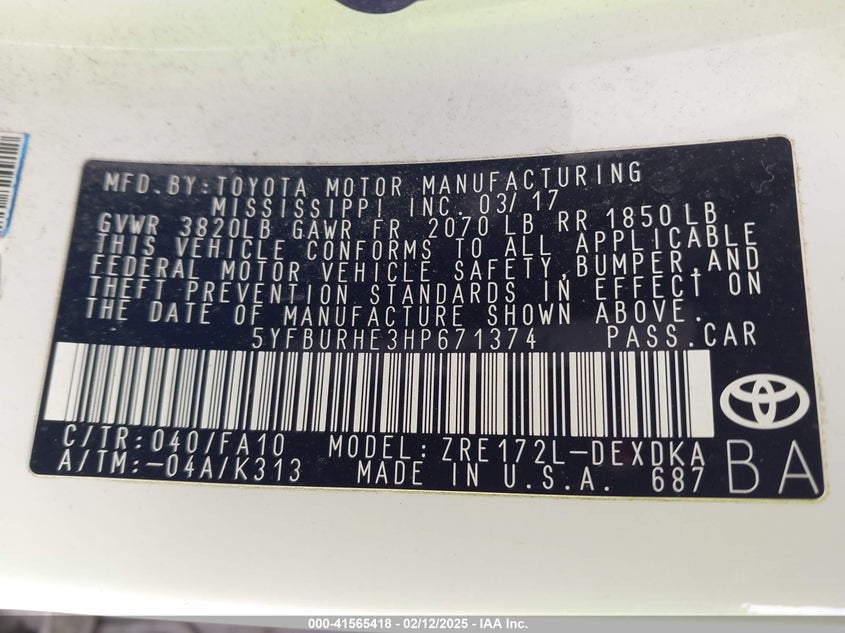 MFD. BY: TOYOTA MOTOR MANUFACTURING
MISSISSIPPI INC. 03/17
GVWR 3820LB GAWR FR 2070 LB RR 1850 LB
THIS VEHICLE CONFORMS TO ALL APPLICABLE
FEDERAL MOTOR VEHICLE SAFETY, BUMPER, AND
THEFT PREVENTION STANDARDS IN EFFECT ON
THE DATE OF MANUFACTURE SHOWN ABOVE.
5YFBURHE3HP671374 PASS. CAR
C/TR: 040/FA10 MODEL: ZRE172L-DEXDKA
A/TM: -04A/K313 MADE IN U.S.A. 687 BA
000-41565418 - 02/12/2025 - IAA Inc.